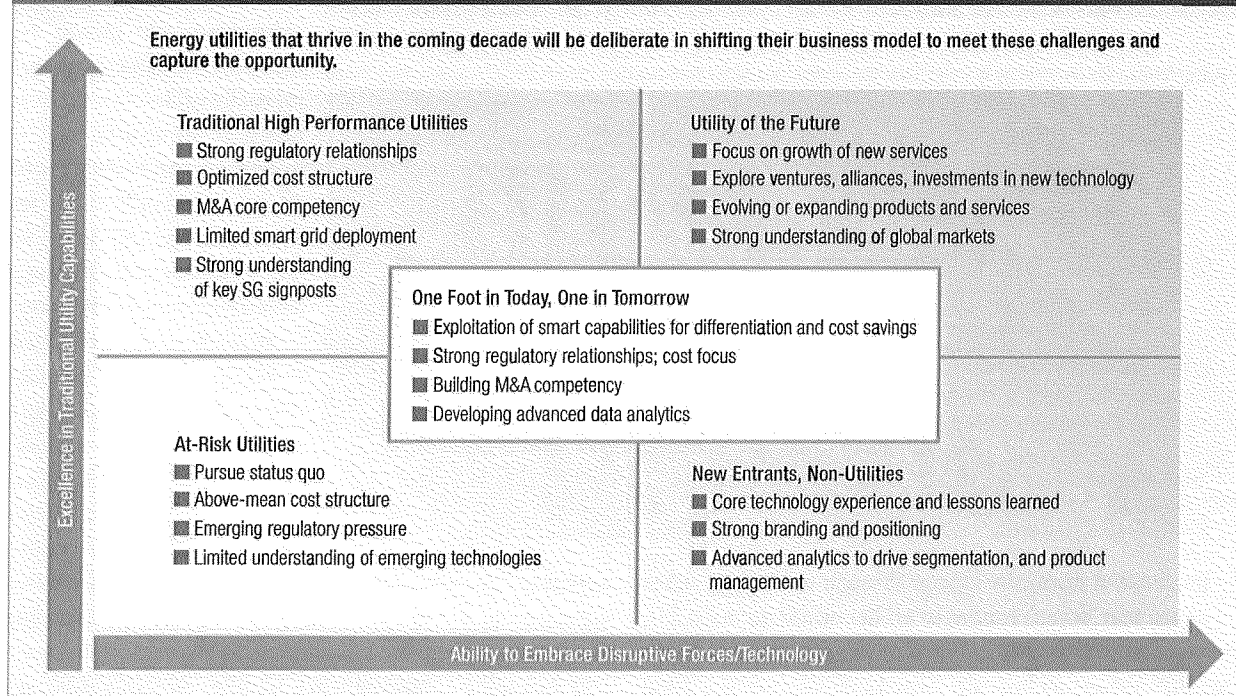 Energy utilities that thrive in the coming decade will be deliberate in shifting their business model to meet these challenges and
capture the opportunity.
Excellence in Traditional Utility Capabilities
Traditional High Performance Utilities
Strong regulatory relationships
Optimized cost structure
M&A core competency
Limited smart grid deployment
Strong understanding
of key SG signposts
Utility of the Future
Focus on growth of new services
Explore ventures, alliances, investments in new technology
Evolving or expanding products and services
Strong understanding of global markets
One Foot in Today, One in Tomorrow
Exploitation of smart capabilities for differentiation and cost savings
Strong regulatory relationships; cost focus
Building M&A competency
Developing advanced data analytics
At-Risk Utilities
Pursue status quo
Above-mean cost structure
Emerging regulatory pressure
Limited understanding of emerging technologies
New Entrants, Non-Utilities
Core technology experience and lessons learned
Strong branding and positioning
Advanced analytics to drive segmentation, and product
management
Ability to Embrace Disruptive Forces/Technology